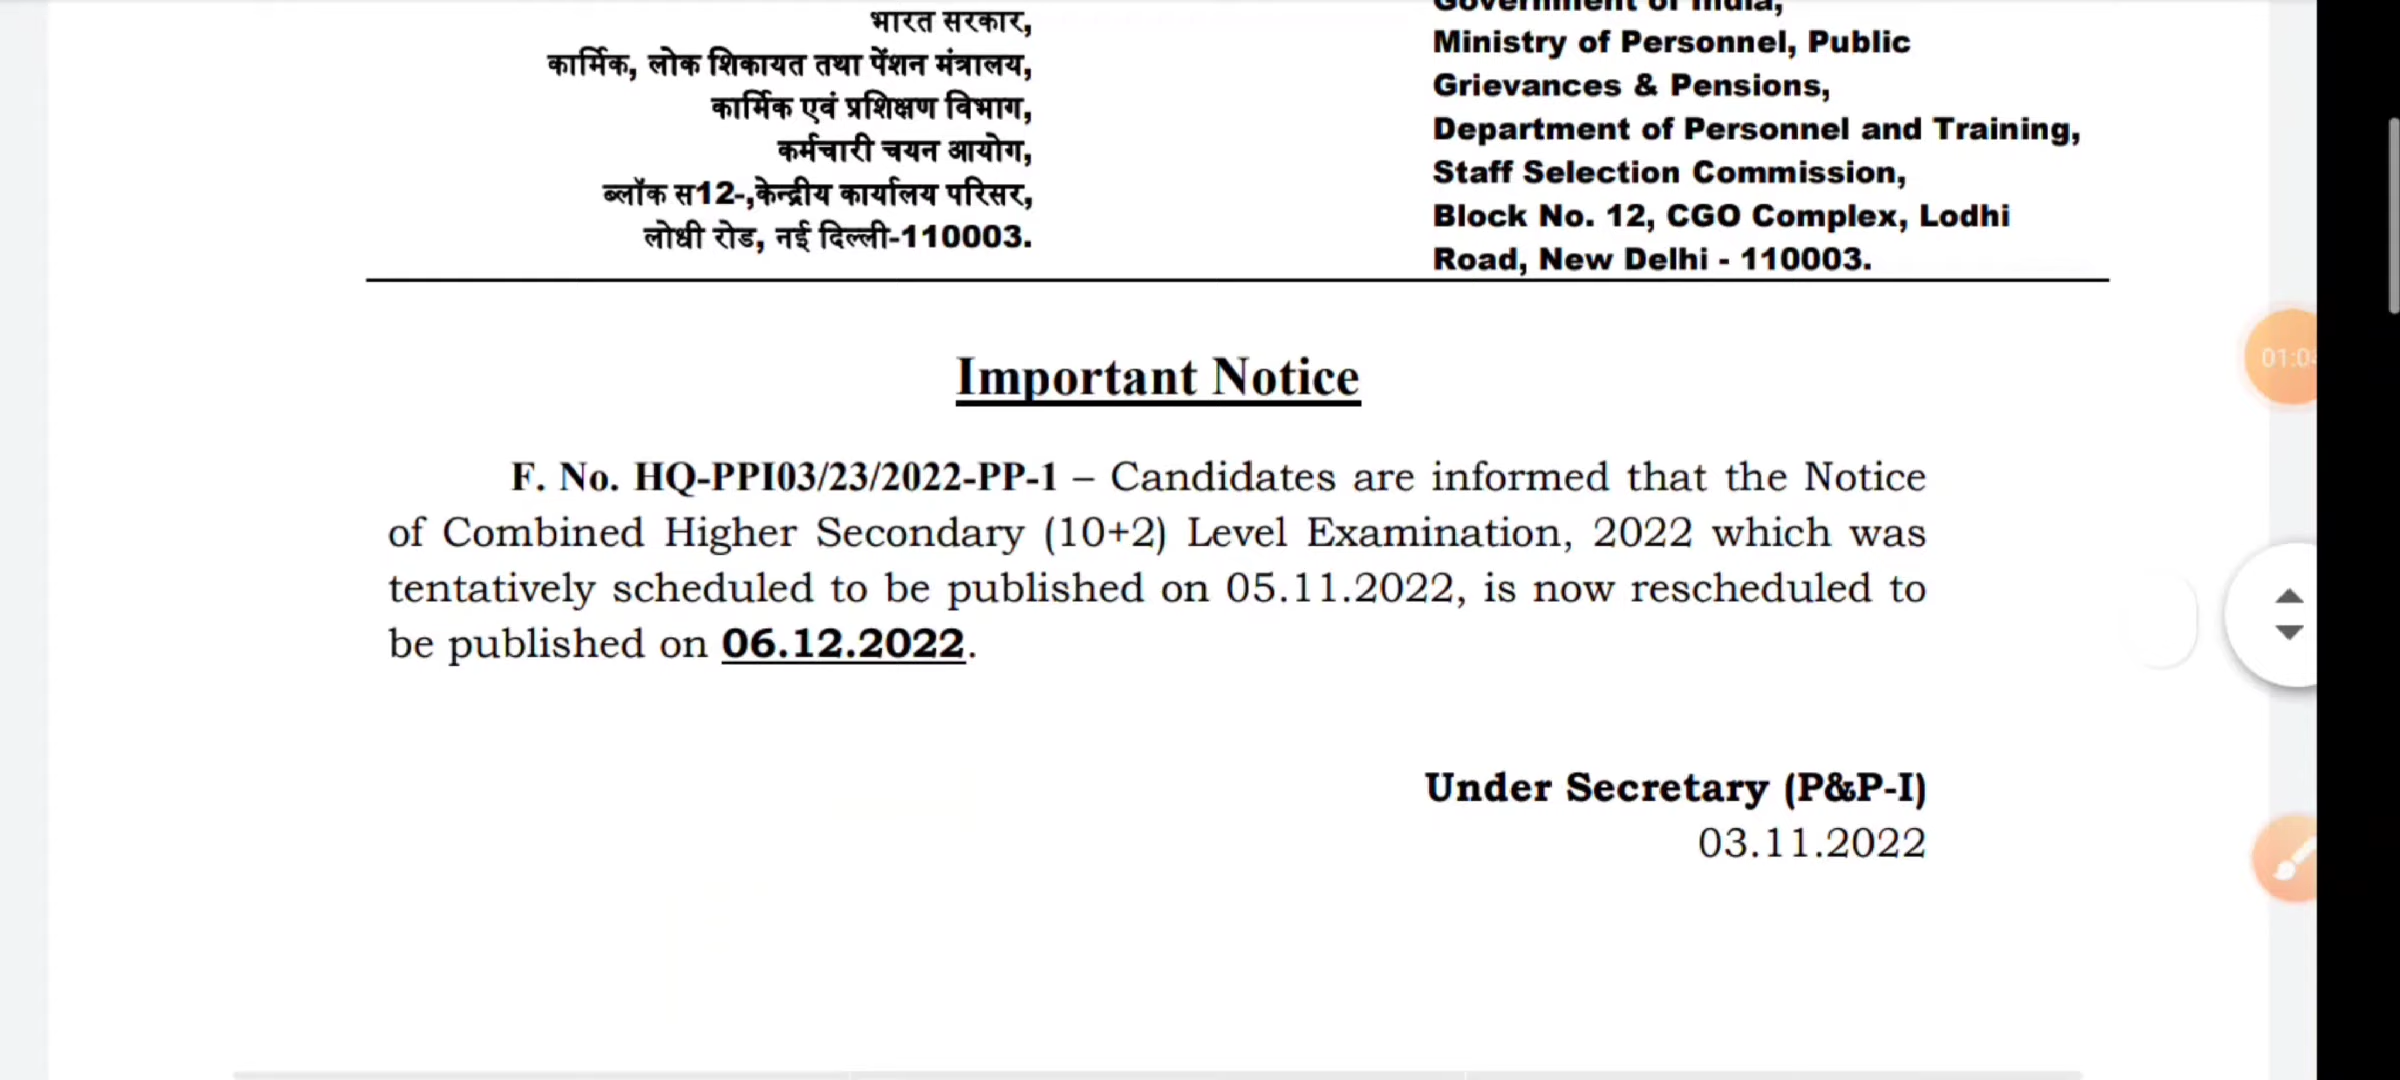 भारत सरकार,
कार्मिक, लोक शिकायत तथा पेंशन मंत्रालय,
कार्मिक एवं प्रशिक्षण विभाग,
कर्मचारी चयन आयोग,
ब्लॉक स12-,केन्द्रीय कार्यालय परिसर,
लोधी रोड, नई दिल्ली-110003.
Government of India,
Ministry of Personnel, Public
Grievances & Pensions,
Department of Personnel and Training,
Staff Selection Commission,
Block No. 12, CGO Complex, Lodhi
Road, New Delhi - 110003.
Important Notice
F. No. HQ-PPI03/23/2022-PP-1 – Candidates are informed that the Notice
of Combined Higher Secondary (10+2) Level Examination, 2022 which was
tentatively scheduled to be published on 05.11.2022, is now rescheduled to
be published on 06.12.2022.
Under Secretary (P&P-I)
03.11.2022